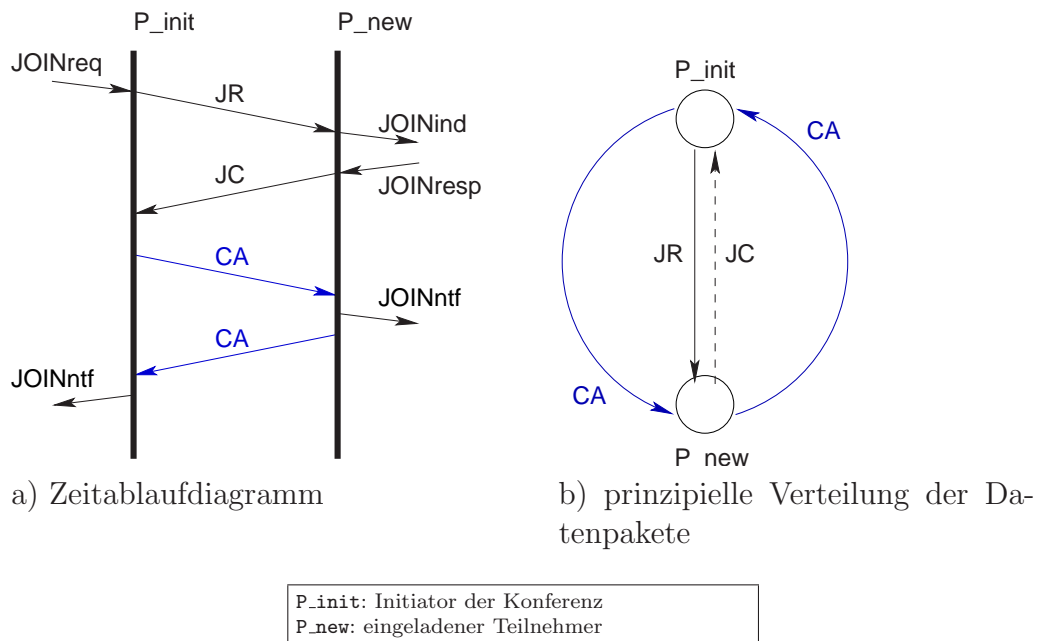 P_init
P_new
JOINreq
JR
JOINind
JC
JOINresp
CA
JOINntf
CA
JOINntf
a) Zeitablaufdiagramm
P_init
CA
JR
JC
CA
P_new
b) prinzipielle Verteilung der Da-
tenpakete
P_init: Initiator der Konferenz
P_new: eingeladener Teilnehmer